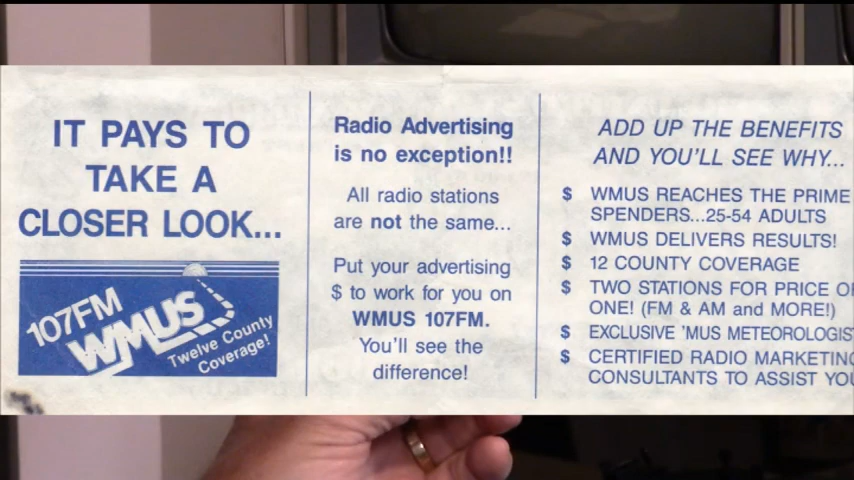 IT PAYS TO
TAKE A
CLOSER LOOK...
107FM
WMUS
Twelve County
Coverage!
Radio Advertising
is no exception!!
All radio stations
are not the same...
Put your advertising
$ to work for you on
WMUS 107FM.
You'll see the
difference!
ADD UP THE BENEFITS
AND YOU'LL SEE WHY...
$ WMUS REACHES THE PRIME
SPENDERS...25-54 ADULTS
$ WMUS DELIVERS RESULTS!
$ 12 COUNTY COVERAGE
$ TWO STATIONS FOR PRICE
ONE! (FM & AM and MORE!)
$ EXCLUSIVE 'MUS METEOROLOGIST
$ CERTIFIED RADIO MARKETING
CONSULTANTS TO ASSIST YOU